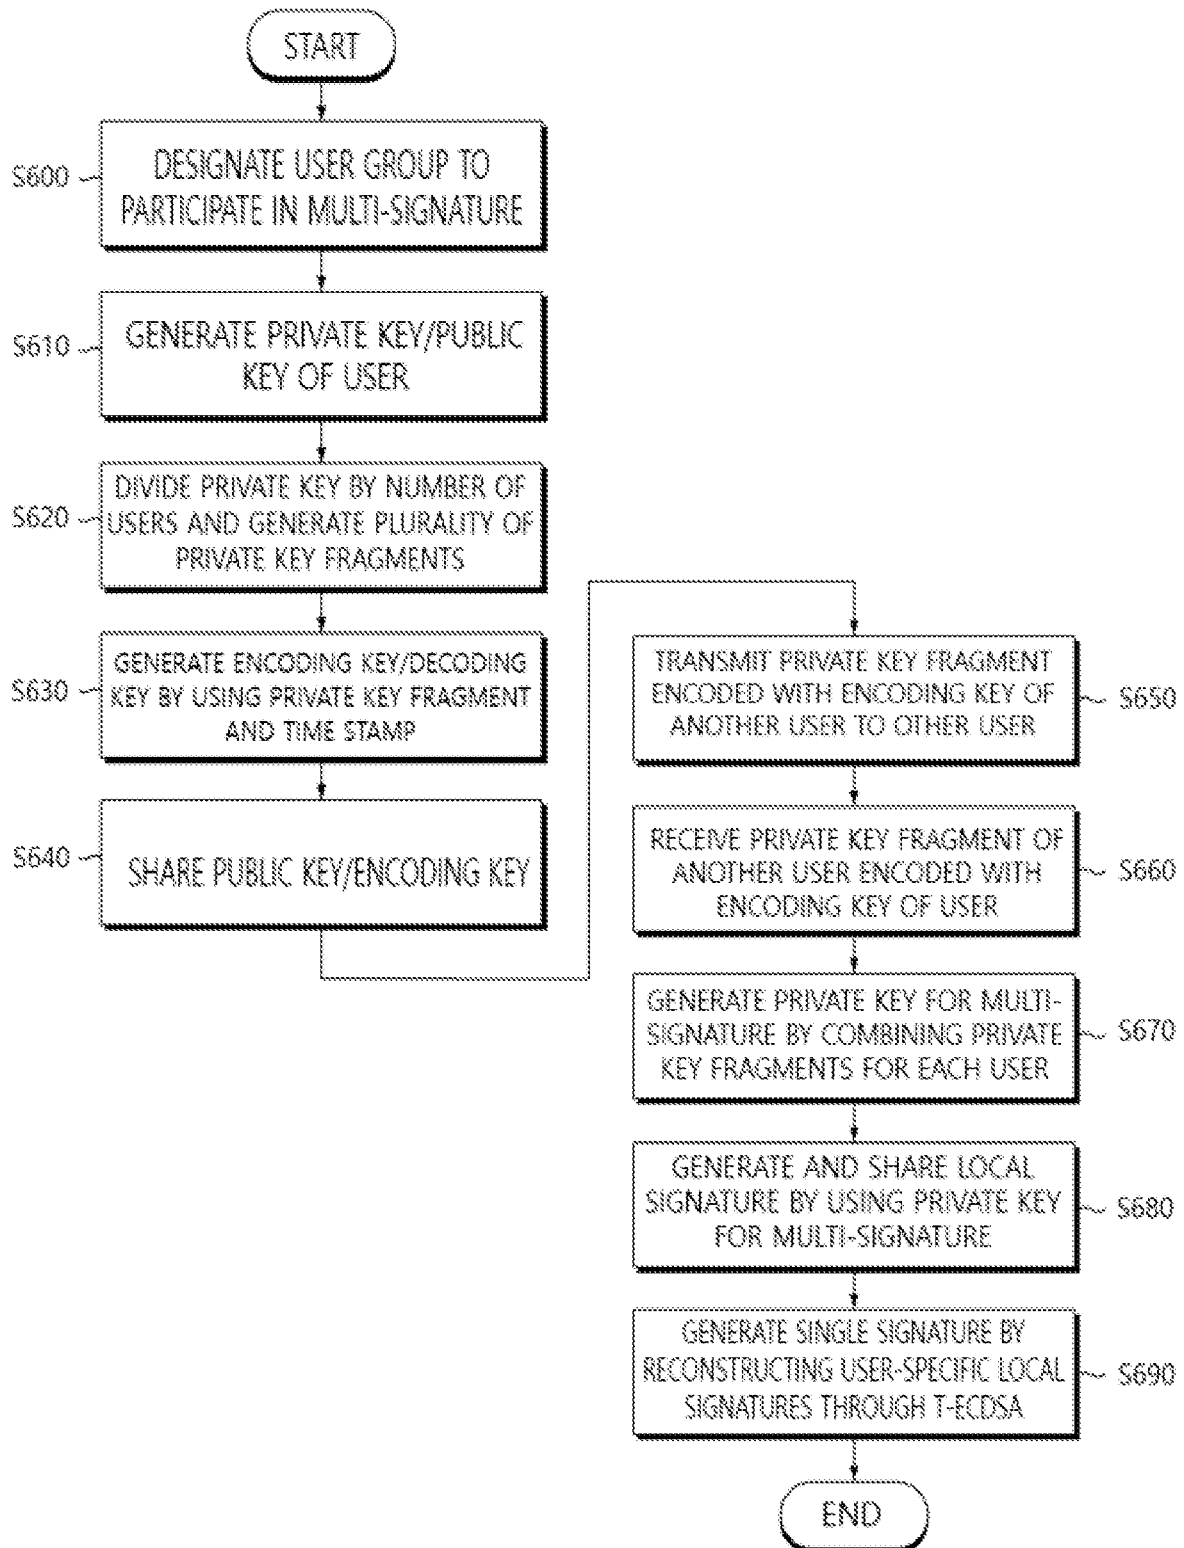 START
S600
DESIGNATE USER GROUP TO
PARTICIPATE IN MULTI-SIGNATURE
S610
GENERATE PRIVATE KEY/PUBLIC
KEY OF USER
S620
DIVIDE PRIVATE KEY BY NUMBER OF
USERS AND GENERATE PLURALITY OF
PRIVATE KEY FRAGMENTS
S630
GENERATE ENCODING KEY/DECODING
KEY BY USING PRIVATE KEY FRAGMENT
AND TIME STAMP
S640
SHARE PUBLIC KEY/ENCODING KEY
TRANSMIT PRIVATE KEY FRAGMENT
ENCODED WITH ENCODING KEY OF
ANOTHER USER TO OTHER USER
S650
RECEIVE PRIVATE KEY FRAGMENT OF
ANOTHER USER ENCODED WITH
ENCODING KEY OF USER
S660
GENERATE PRIVATE KEY FOR MULTI-
SIGNATURE BY COMBINING PRIVATE
KEY FRAGMENTS FOR EACH USER
S670
GENERATE AND SHARE LOCAL
SIGNATURE BY USING PRIVATE KEY
FOR MULTI-SIGNATURE
S680
GENERATE SINGLE SIGNATURE BY
RECONSTRUCTING USER-SPECIFIC LOCAL
SIGNATURES THROUGH T-ECDSA
S690
END